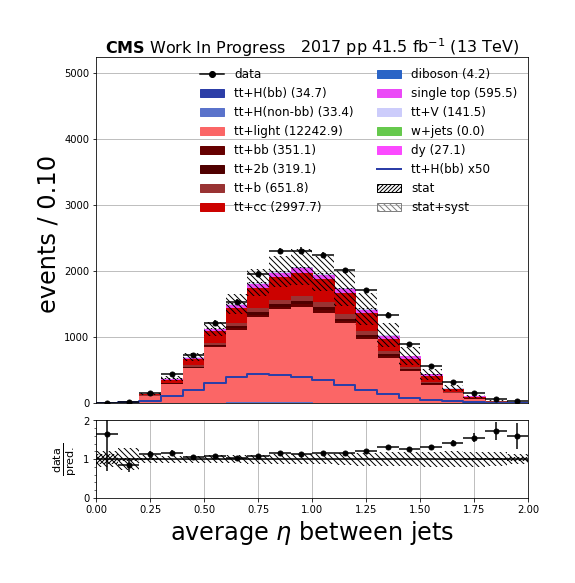 CMS Work In Progress 2017 pp 41.5 fb⁻¹ (13 TeV)
events / 0.10
5000
4000
3000
2000
1000
0
data
tt+H(bb) (34.7)
tt+H(non-bb) (33.4)
tt+light (12242.9)
tt+bb (351.1)
tt+2b (319.1)
tt+b (651.8)
tt+cc (2997.7)
diboson (4.2)
single top (595.5)
tt+V (141.5)
w+jets (0.0)
dy (27.1)
tt+H(bb) x50
stat
stat+syst
data
pred.
2
1
0
0.00 0.25 0.50 0.75 1.00 1.25 1.50 1.75 2.00
average η between jets